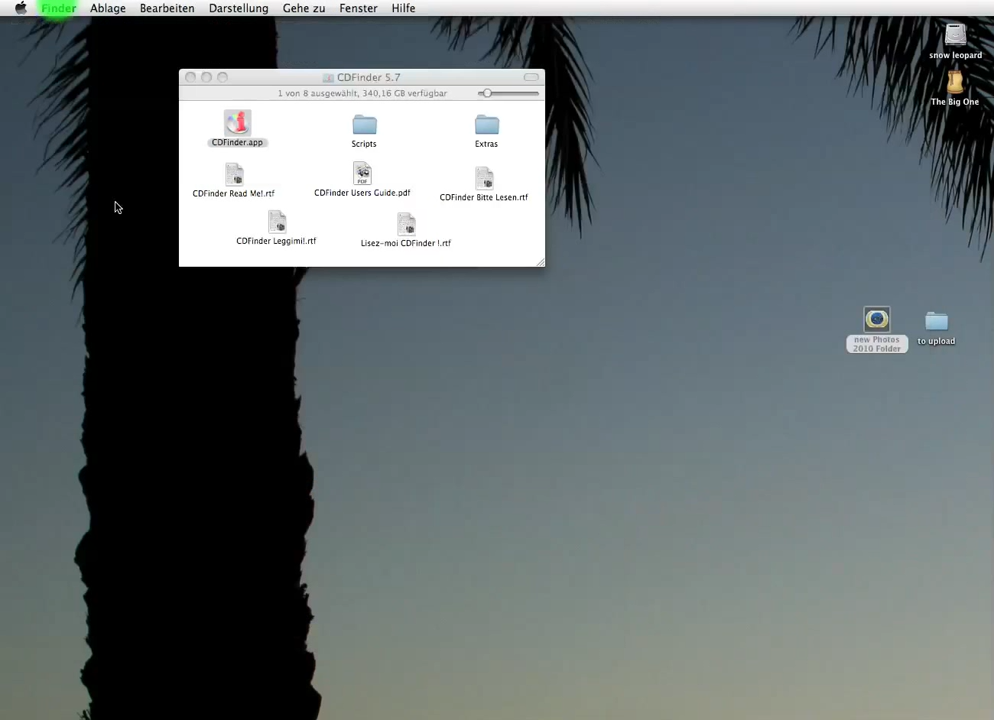 Finder Ablage Bearbeiten Darstellung Gehe zu Fenster Hilfe
snow leopard
The Big One
CDFinder 5.7
1 von 8 ausgewählt, 340,16 GB verfügbar
CDFinder.app
Scripts
Extras
CDFinder Read Me!.rtf
PDF
CDFinder Users Guide.pdf
CDFinder Bitte Lesen.rtf
CDFinder Leggimi!.rtf
Lisez-moi CDFinder !.rtf
new Photos
2010 Folder
to upload